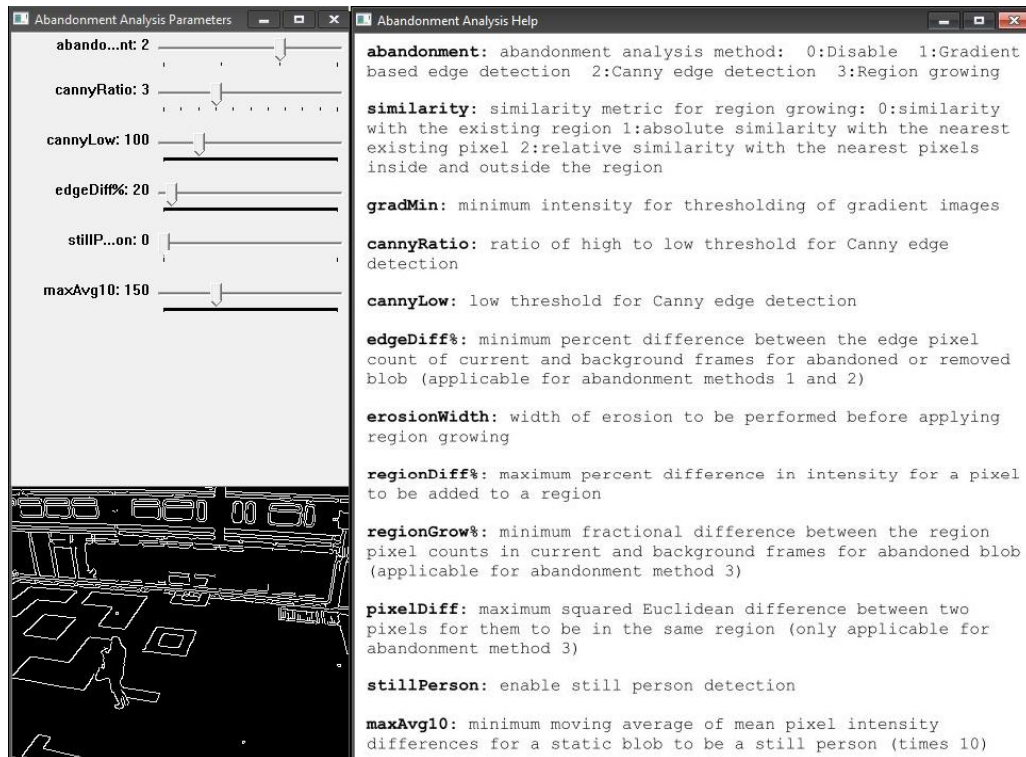 Abandonment Analysis Parameters
abando...nt: 2
cannyRatio: 3
cannyLow: 100
edgeDiff%: 20
stillP...on: 0
maxAvg10: 150
Abandonment Analysis Help
abandonment: abandonment analysis method: 0:Disable 1:Gradient
based edge detection 2:Canny edge detection 3:Region growing
similarity: similarity metric for region growing: 0:similarity
with the existing region 1:absolute similarity with the nearest
existing pixel 2:relative similarity with the nearest pixels
inside and outside the region
gradMin: minimum intensity for thresholding of gradient images
cannyRatio: ratio of high to low threshold for Canny edge
detection
cannyLow: low threshold for Canny edge detection
edgeDiff%: minimum percent difference between the edge pixel
count of current and background frames for abandoned or removed
blob (applicable for abandonment methods 1 and 2)
erosionWidth: width of erosion to be performed before applying
region growing
regionDiff%: maximum percent difference in intensity for a pixel
to be added to a region
regionGrow%: minimum fractional difference between the region
pixel counts in current and background frames for abandoned blob
(applicable for abandonment method 3)
pixelDiff: maximum squared Euclidean difference between two
pixels for them to be in the same region (only applicable for
abandonment method 3)
stillPerson: enable still person detection
maxAvg10: minimum moving average of mean pixel intensity
differences for a static blob to be a still person (times 10)